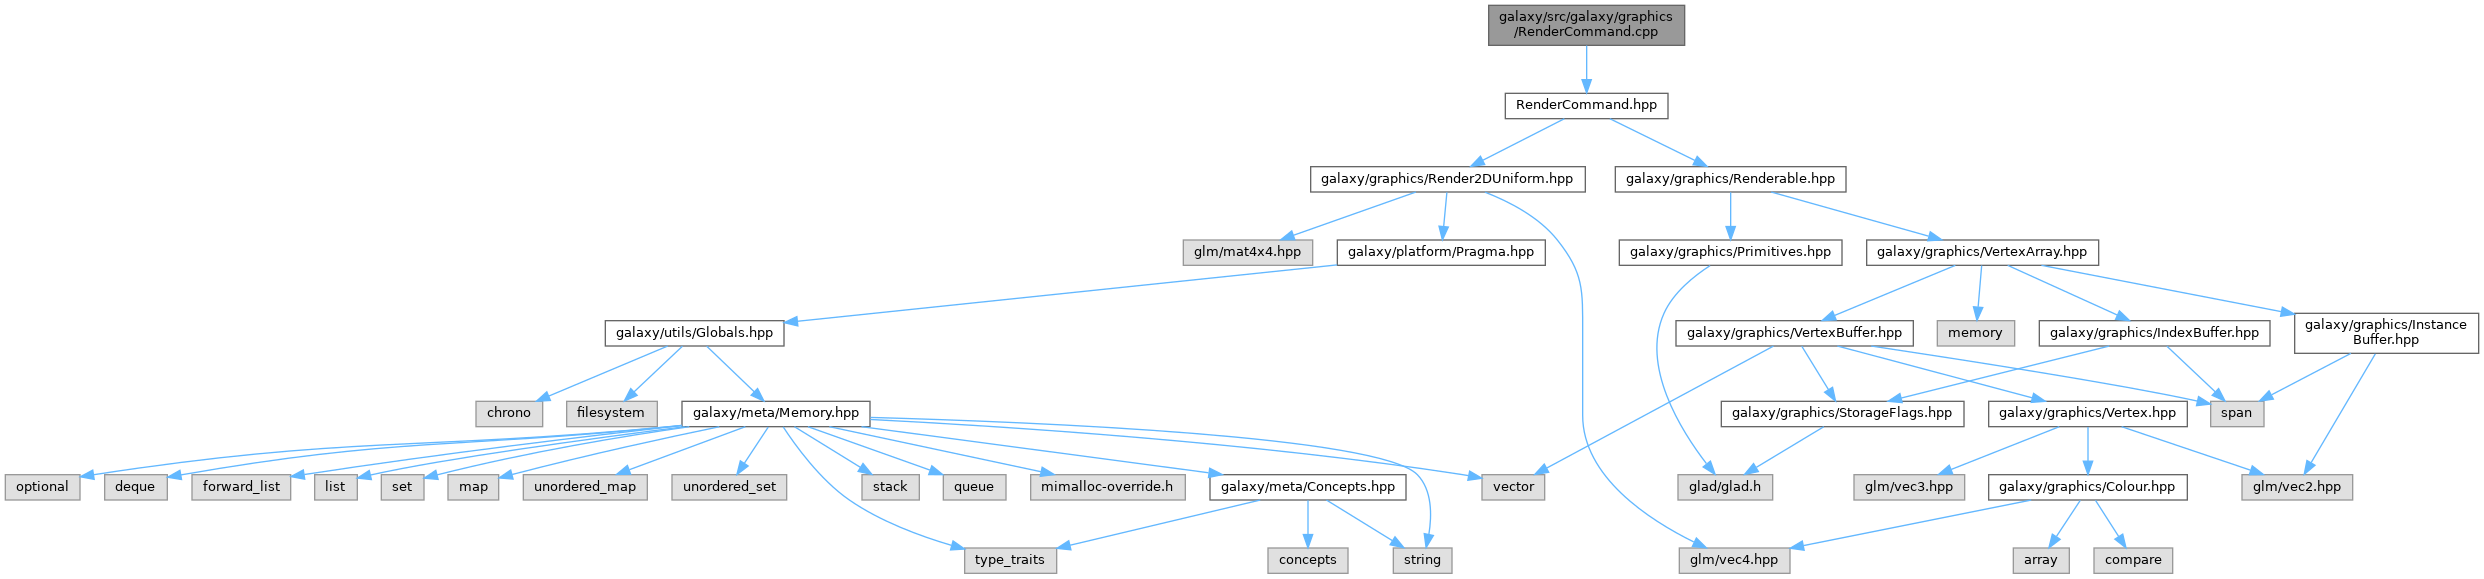 galaxy/src/galaxy/graphics
/RenderCommand.cpp
RenderCommand.hpp
galaxy/graphics/Render2DUniform.hpp
galaxy/graphics/Renderable.hpp
glm/mat4x4.hpp
galaxy/platform/Pragma.hpp
galaxy/graphics/Primitives.hpp
galaxy/graphics/VertexArray.hpp
galaxy/utils/Globals.hpp
galaxy/graphics/VertexBuffer.hpp
memory
galaxy/graphics/IndexBuffer.hpp
galaxy/graphics/Instance
Buffer.hpp
chrono
filesystem
galaxy/meta/Memory.hpp
galaxy/graphics/StorageFlags.hpp
galaxy/graphics/Vertex.hpp
span
optional
deque
forward_list
list
set
map
unordered_map
unordered_set
stack
queue
mimalloc-override.h
galaxy/meta/Concepts.hpp
vector
glad/glad.h
glm/vec3.hpp
galaxy/graphics/Colour.hpp
glm/vec2.hpp
type_traits
concepts
string
glm/vec4.hpp
array
compare